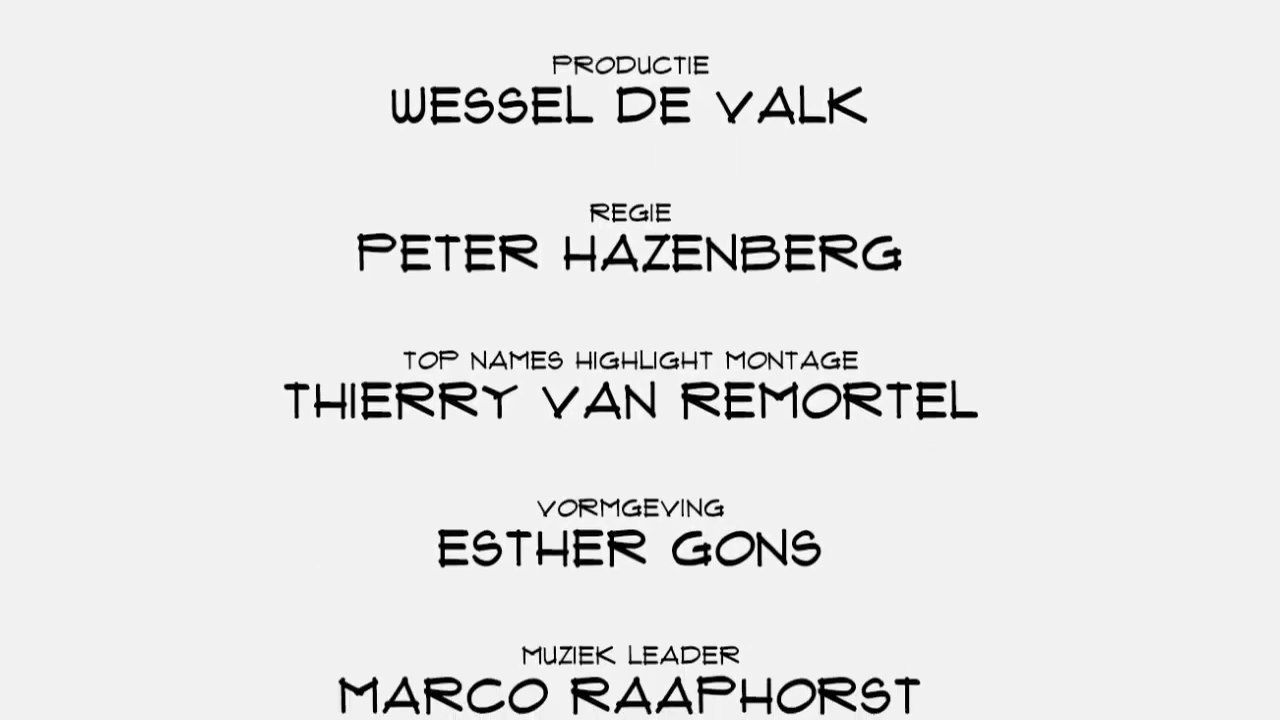 PRODUCTIE
WESSEL DE VALK
REGIE
PETER HAZENBERG
TOP NAMES HIGHLIGHT MONTAGE
THIERRY VAN REMORTEL
VORMGEVING
ESTHER GONS
MUZIEK LEADER
MARCO RAAPHORST